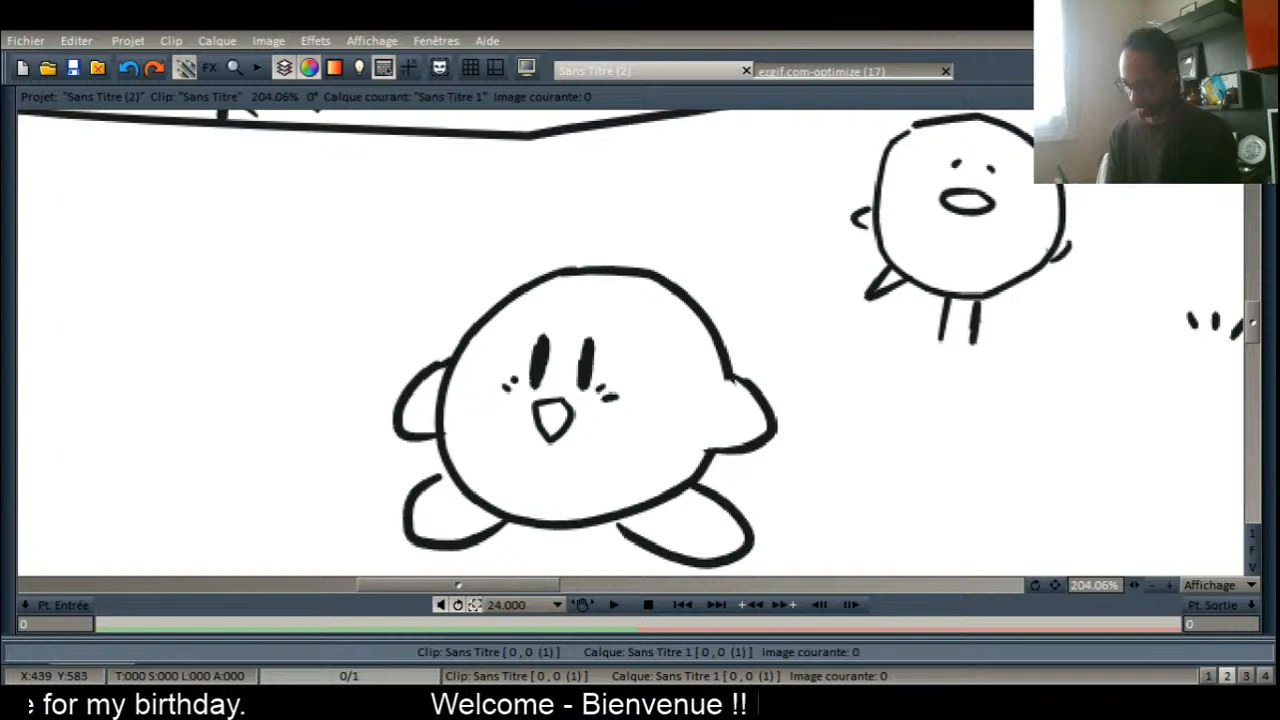 Fichier Editer Projet Clip Calque Image Effets Affichage Fenêtres Aide
FX Sans Titre (2) ezgif.com-optimize (17)
Projet: "Sans Titre (2)" Clip: "Sans Titre" 204.06% 0° Calque courant: "Sans Titre 1" Image courante: 0
1
F
V
204.06% Affichage
Pt. Entrée 24.000 Pt. Sortie
0 0
Clip: Sans Titre [ 0 , 0 (1) ] Calque: Sans Titre 1 [ 0 , 0 (1) ] Image courante: 0
X:439 Y:583 T:000 S:000 L:000 A:000 0/1 Clip: Sans Titre [ 0 , 0 (1) ] Calque: Sans Titre 1 [ 0 , 0 (1) ] Image courante: 0 1 2 3 4
for my birthday. Welcome - Bienvenue !!